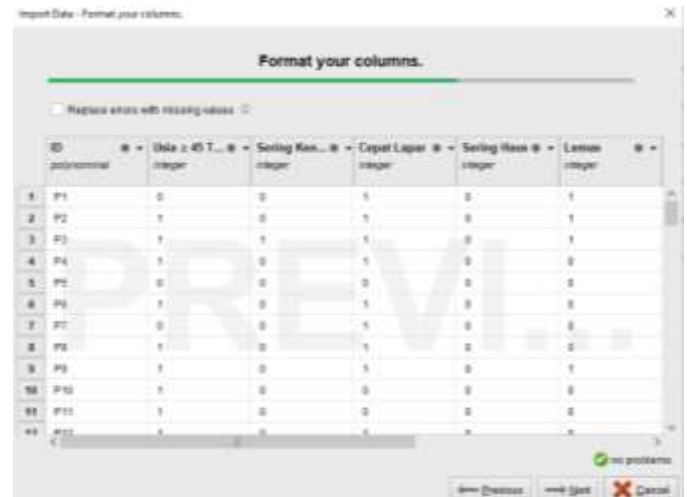 Import Data - Format your columns.
Format your columns.
Replace errors with missing values
ID Usia ≥ 45 T... Sering Ken... Cepat Lapar Sering Haus Lemas
polynominal integer integer integer integer integer
1 P1 0 0 1 0 1
2 P2 1 0 1 0 1
3 P3 1 1 1 0 1
4 P4 1 0 1 0 0
5 P5 0 0 0 0 0
6 P6 1 0 1 0 0
7 P7 0 0 1 0 0
8 P8 1 0 1 0 0
9 P9 1 0 1 0 1
10 P10 1 0 0 0 0
11 P11 1 0 0 0 0
PREVI...
no problems
Previous Next Cancel